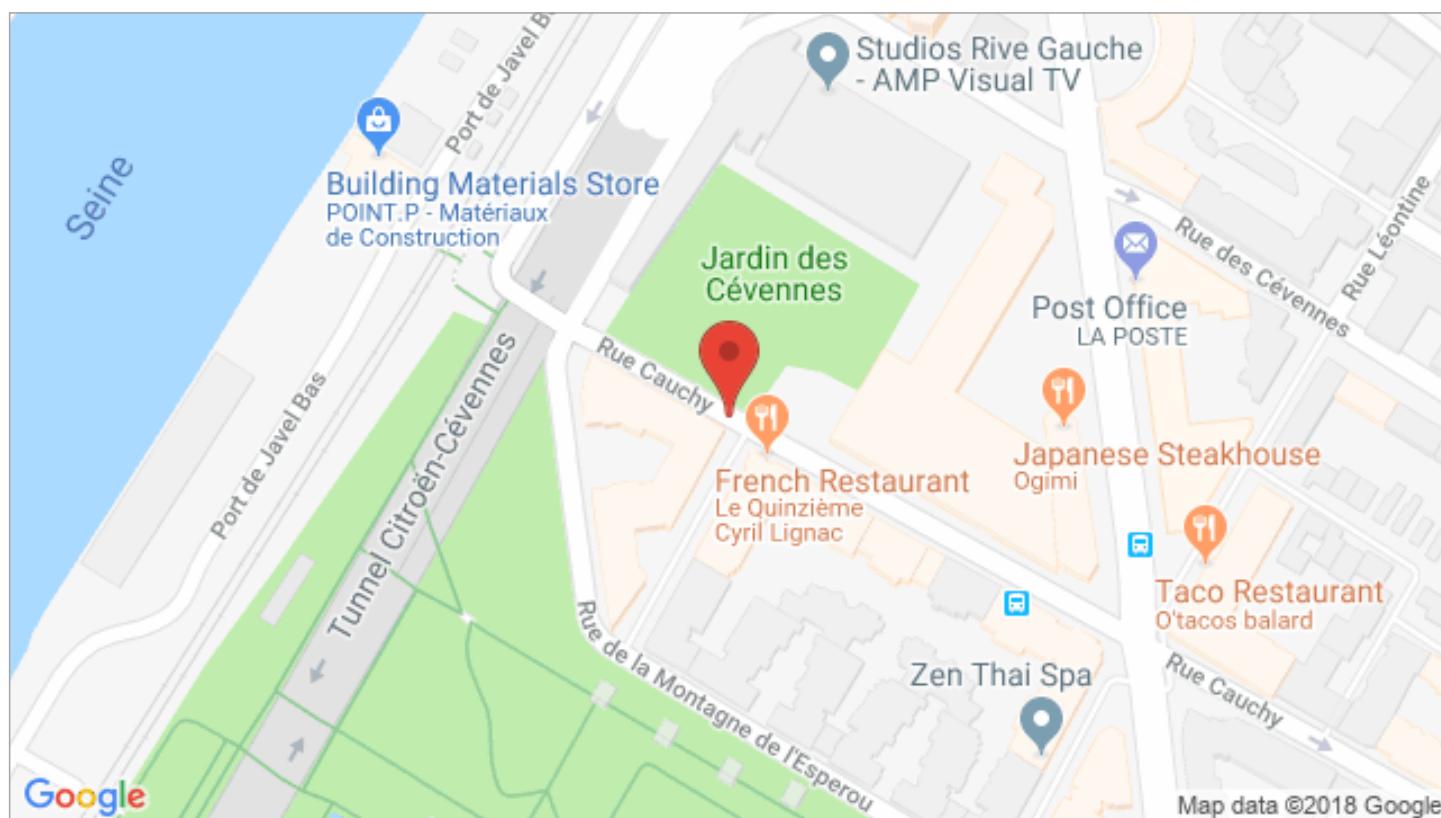 Port de Javel Bas
Studios Rive Gauche
- AMP Visual TV
Seine
Building Materials Store
POINT.P - Matériaux
de Construction
Rue Léontine
Rue des Cévennes
Jardin des
Cévennes
Post Office
LA POSTE
Rue Cauchy
Tunnel Citroën-Cévennes
Port de Javel Bas
French Restaurant
Le Quinzième
Cyril Lignac
Japanese Steakhouse
Ogimi
Taco Restaurant
O'tacos balard
Rue de la Montagne de l'Esperou
Zen Thai Spa
Rue Cauchy
Google
Map data ©2018 Google